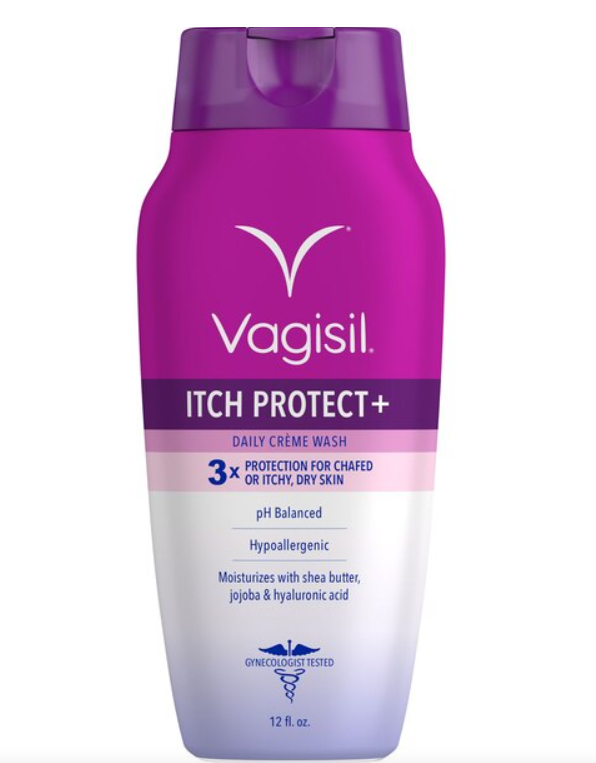 Vagisil®
ITCH PROTECT+
DAILY CRÈME WASH
3x PROTECTION FOR CHAFED
OR ITCHY, DRY SKIN
pH Balanced
Hypoallergenic
Moisturizes with shea butter,
jojoba & hyaluronic acid
GYNECOLOGIST TESTED
12 fl. oz.